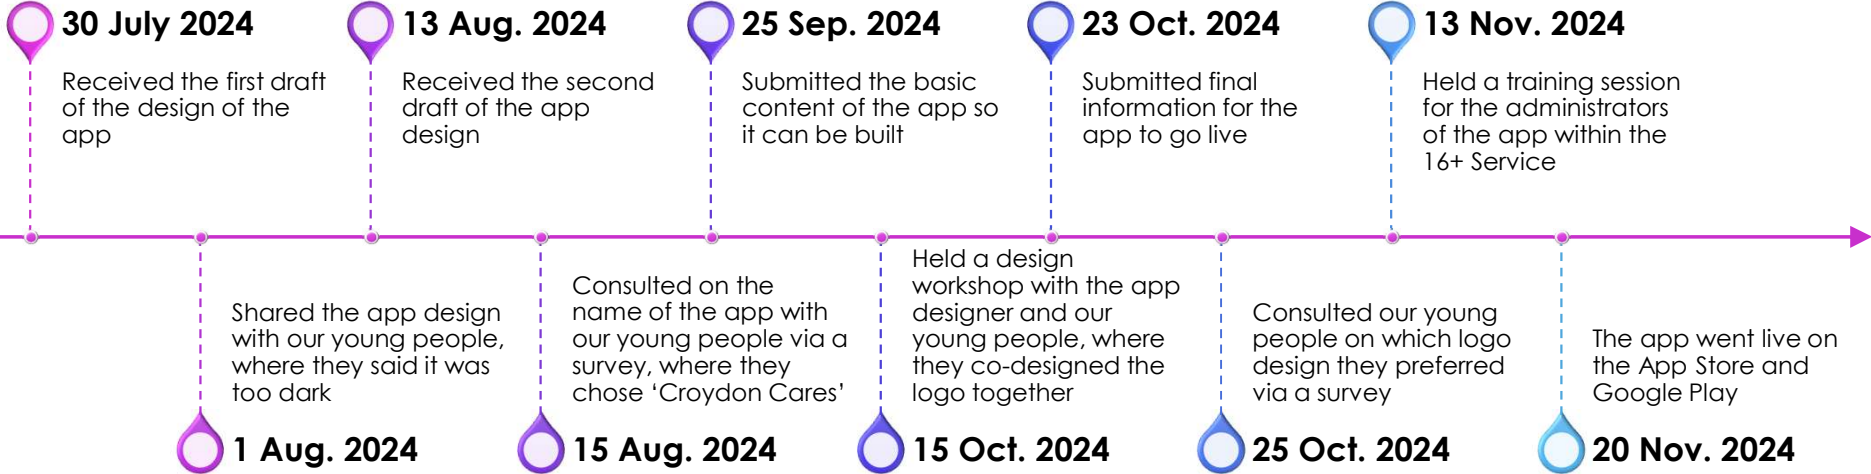 30 July 2024
Received the first draft
of the design of the
app
13 Aug. 2024
Received the second
draft of the app
design
25 Sep. 2024
Submitted the basic
content of the app so
it can be built
23 Oct. 2024
Submitted final
information for the
app to go live
13 Nov. 2024
Held a training session
for the administrators
of the app within the
16+ Service
Shared the app design
with our young people,
where they said it was
too dark
1 Aug. 2024
Consulted on the
name of the app with
our young people via a
survey, where they
chose ‘Croydon Cares’
15 Aug. 2024
Held a design
workshop with the app
designer and our
young people, where
they co-designed the
logo together
15 Oct. 2024
Consulted our young
people on which logo
design they preferred
via a survey
25 Oct. 2024
The app went live on
the App Store and
Google Play
20 Nov. 2024